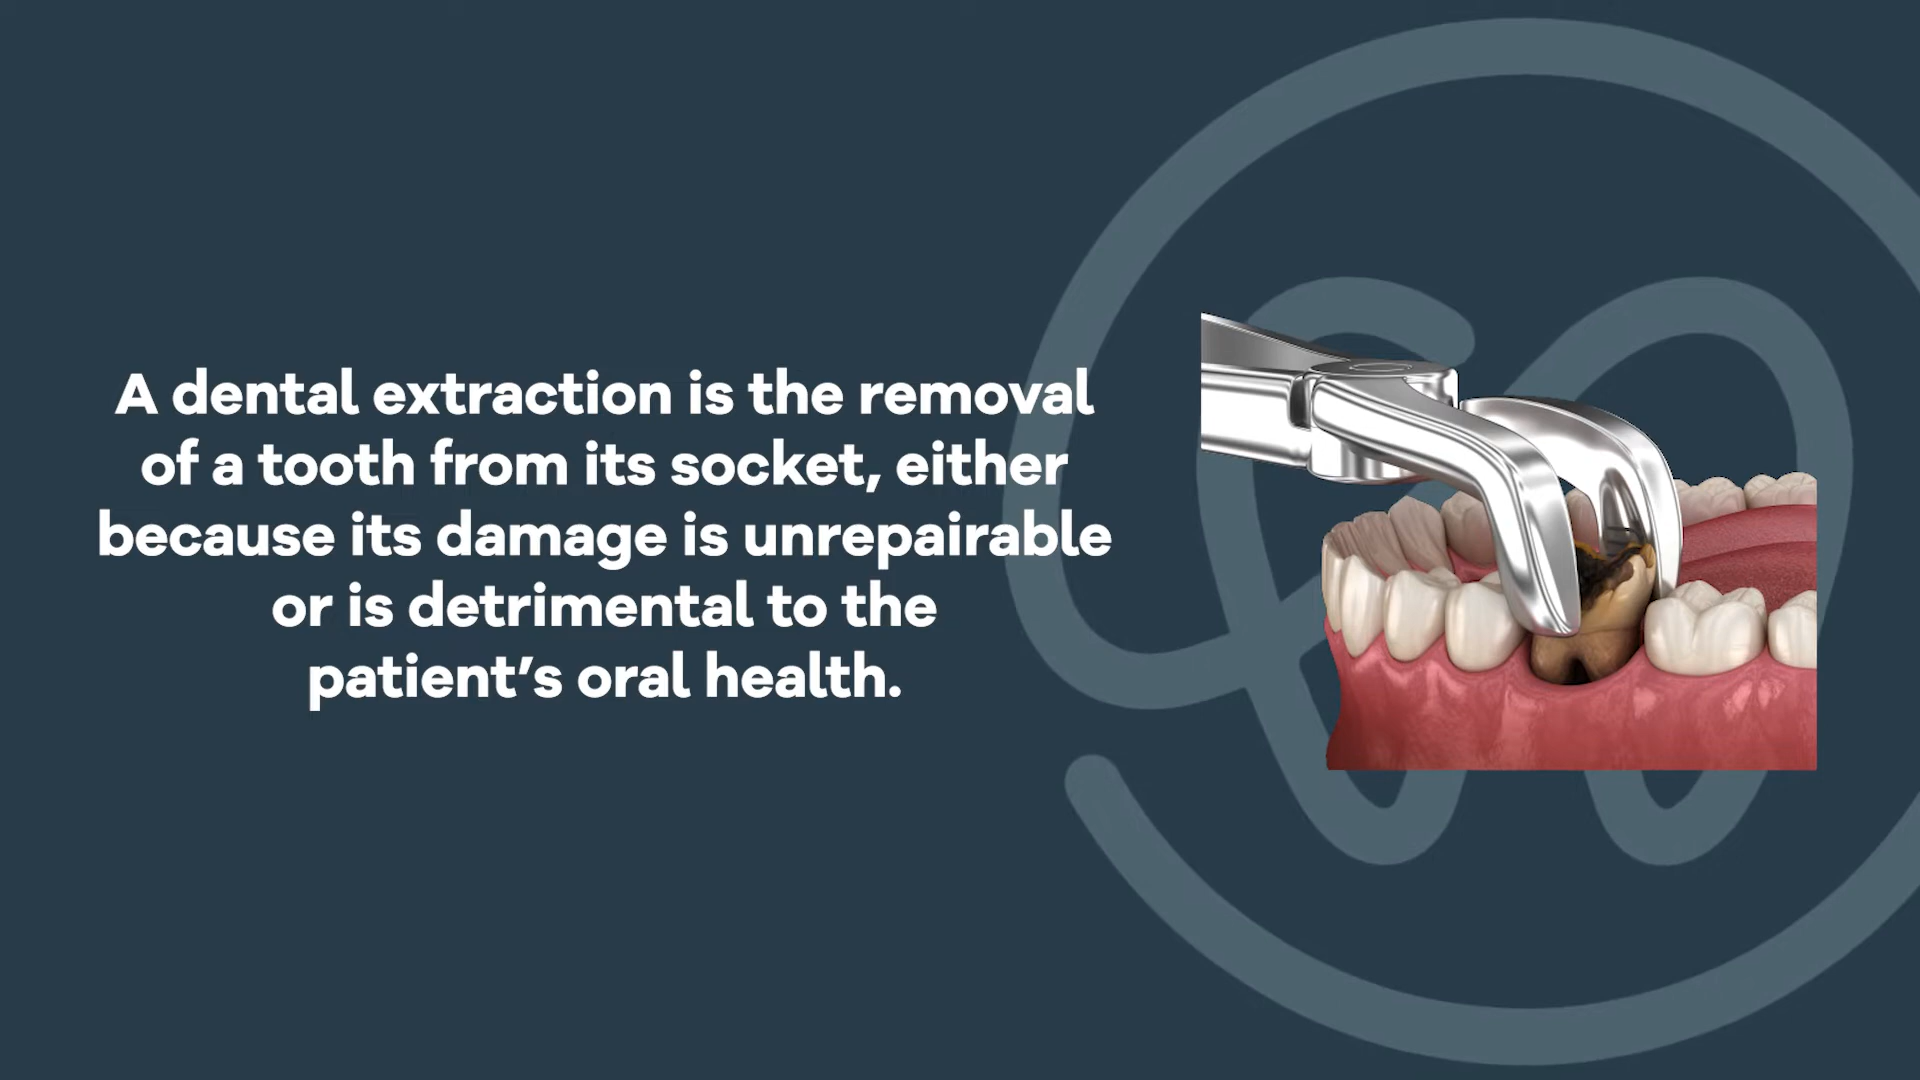 A dental extraction is the removal
of a tooth from its socket, either
because its damage is unrepairable
or is detrimental to the
patient’s oral health.